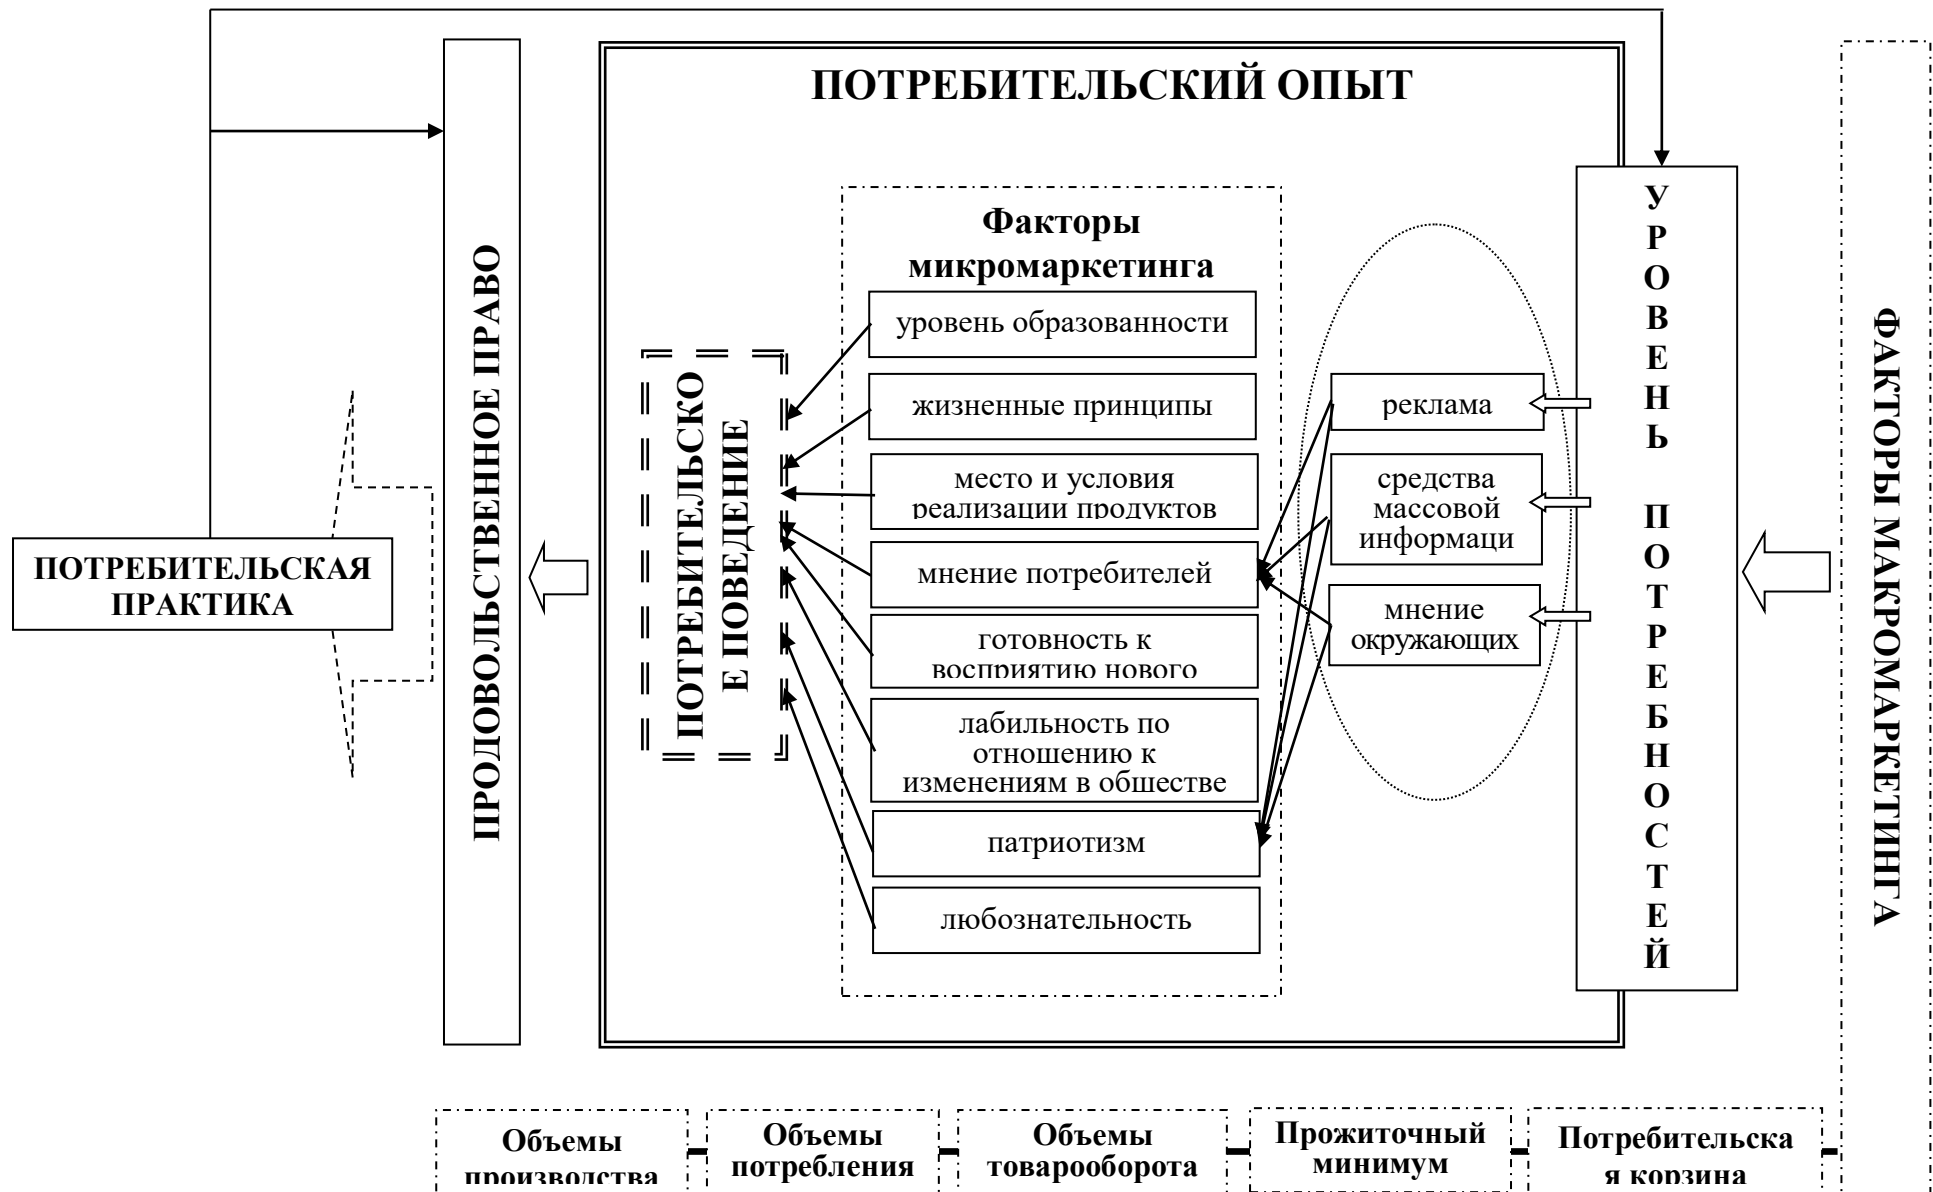 ПОТРЕБИТЕЛЬСКИЙ ОПЫТ
ПОТРЕБИТЕЛЬСКАЯ
ПРАКТИКА
ПРОДОВОЛЬСТВЕННОЕ ПРАВО
ПОТРЕБИТЕЛЬСКО
Е ПОВЕДЕНИЕ
Факторы
микромаркетинга
уровень образованности
жизненные принципы
место и условия
реализации продуктов
мнение потребителей
готовность к
восприятию нового
лабильность по
отношению к
изменениям в обществе
патриотизм
любознательность
реклама
средства
массовой
информаци
мнение
окружающих
УРОВЕНЬ ПОТРЕБНОСТЕЙ
ФАКТОРЫ МАКРОМАРКЕТИНГА
Объемы
производства
Объемы
потребления
Объемы
товарооборота
Прожиточный
минимум
Потребительска
я корзина